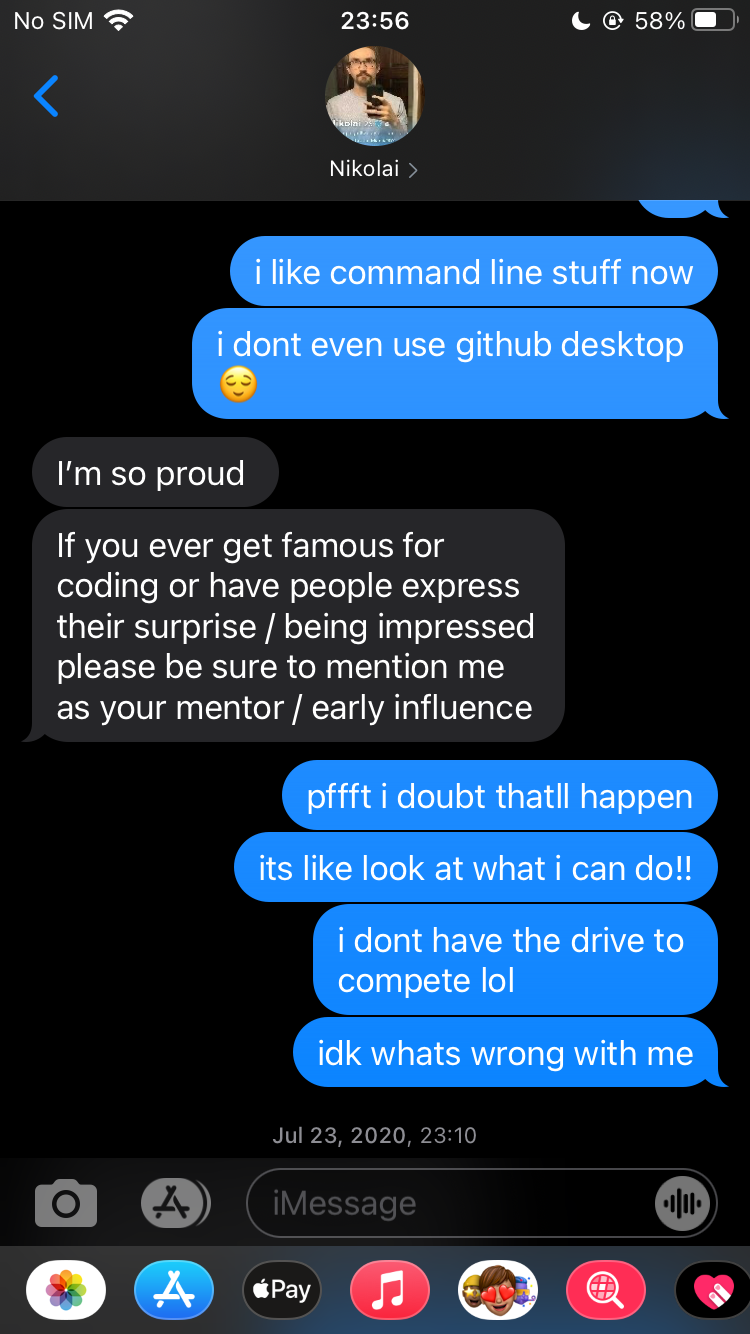 No SIM 23:56 58%
Nikolai
i like command line stuff now
i dont even use github desktop
😌
I’m so proud
If you ever get famous for
coding or have people express
their surprise / being impressed
please be sure to mention me
as your mentor / early influence
pffft i doubt thatll happen
its like look at what i can do!!
i dont have the drive to
compete lol
idk whats wrong with me
Jul 23, 2020, 23:10
iMessage
Pay